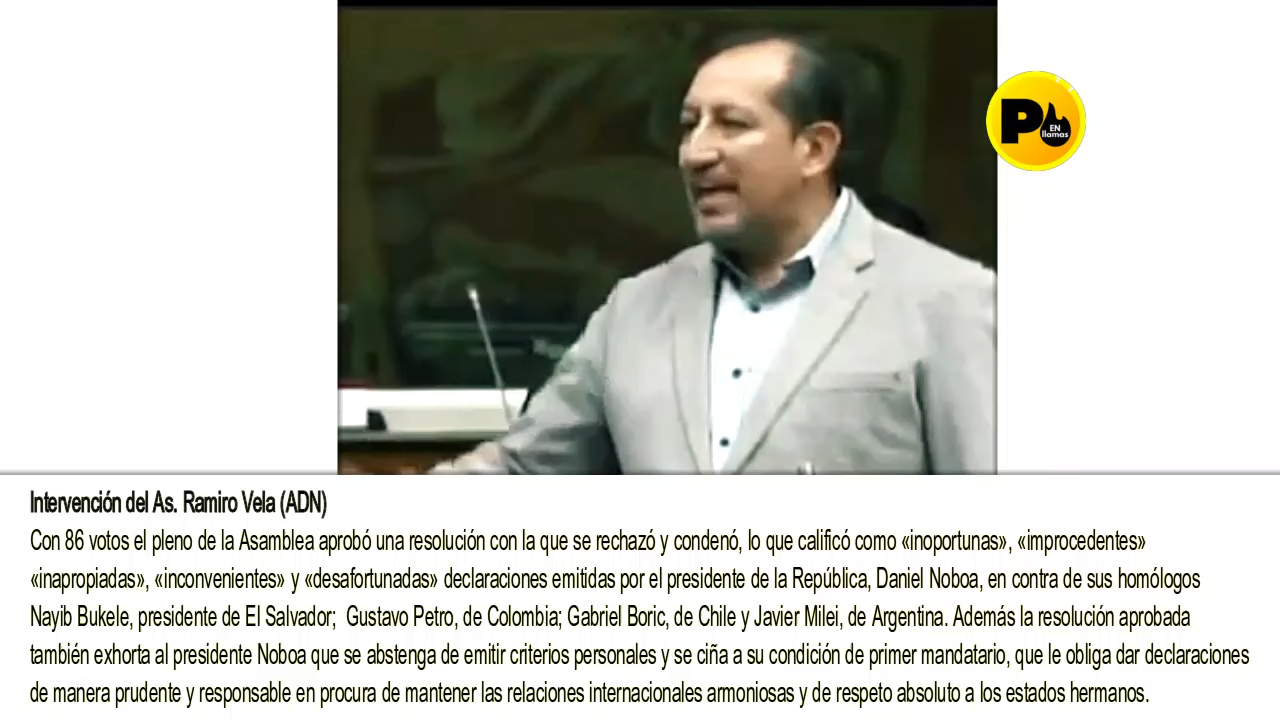 P EN
llamas
Intervención del As. Ramiro Vela (ADN)
Con 86 votos el pleno de la Asamblea aprobó una resolución con la que se rechazó y condenó, lo que calificó como «inoportunas», «improcedentes»
«inapropiadas», «inconvenientes» y «desafortunadas» declaraciones emitidas por el presidente de la República, Daniel Noboa, en contra de sus homólogos
Nayib Bukele, presidente de El Salvador;  Gustavo Petro, de Colombia; Gabriel Boric, de Chile y Javier Milei, de Argentina. Además la resolución aprobada
también exhorta al presidente Noboa que se abstenga de emitir criterios personales y se ciña a su condición de primer mandatario, que le obliga dar declaraciones
de manera prudente y responsable en procura de mantener las relaciones internacionales armoniosas y de respeto absoluto a los estados hermanos.